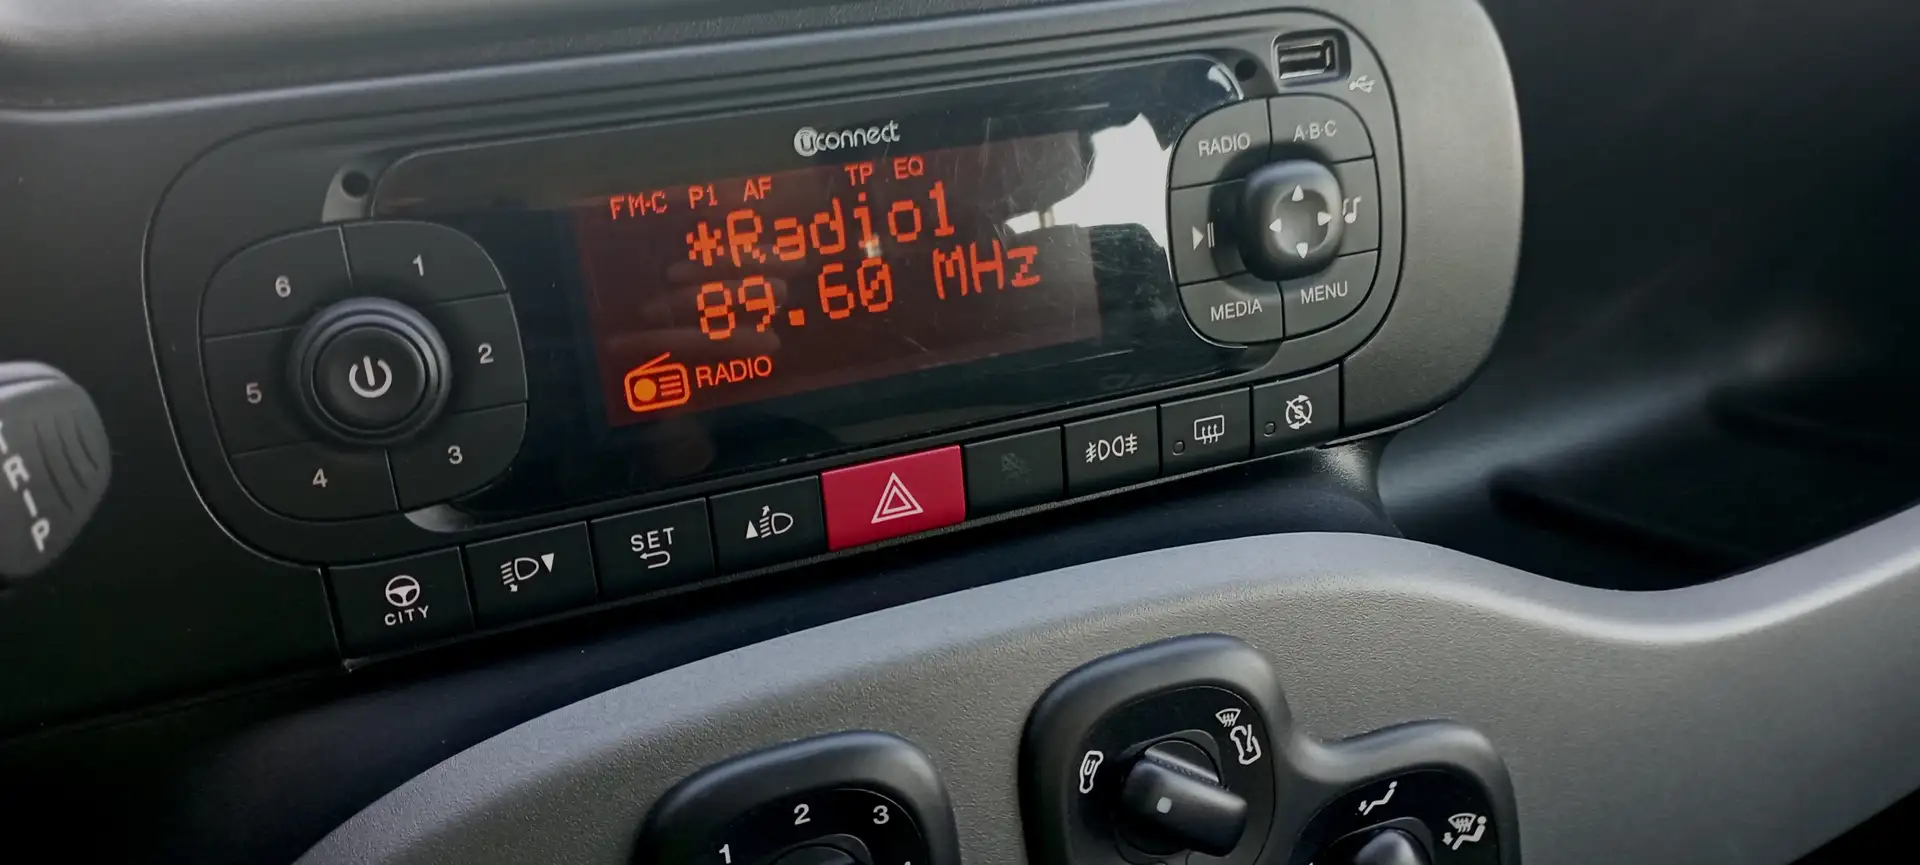 uconnect
FM-C P1 AF TP EQ
*Radio1
89.60 MHz
RADIO
6 1
5 2
4 3
RADIO A·B·C
MEDIA MENU
TRIP
CITY
SET
1 2 3